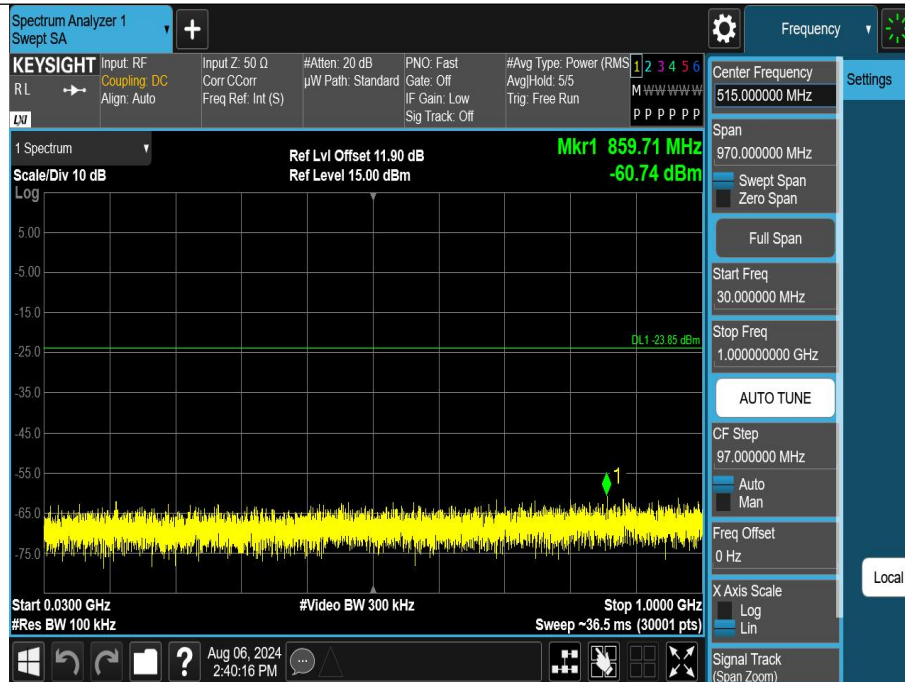 Spectrum Analyzer 1
Swept SA
+
Frequency
KEYSIGHT
RL
LXI
Input: RF
Coupling: DC
Align: Auto
Input Z: 50 Ω
Corr CCorr
Freq Ref: Int (S)
#Atten: 20 dB
µW Path: Standard
PNO: Fast
Gate: Off
IF Gain: Low
Sig Track: Off
#Avg Type: Power (RMS
Avg|Hold: 5/5
Trig: Free Run
1 2 3 4 5 6
M W W W W W
P P P P P P
1 Spectrum
Scale/Div 10 dB
Log
Ref Lvl Offset 11.90 dB
Ref Level 15.00 dBm
Mkr1 859.71 MHz
-60.74 dBm
5.00
-5.00
-15.0
DL1 -23.85 dBm
-25.0
-35.0
-45.0
-55.0
1
-65.0
-75.0
Start 0.0300 GHz
#Res BW 100 kHz
#Video BW 300 kHz
Stop 1.0000 GHz
Sweep ~36.5 ms (30001 pts)
Center Frequency
515.000000 MHz
Settings
Span
970.000000 MHz
Swept Span
Zero Span
Full Span
Start Freq
30.000000 MHz
Stop Freq
1.000000000 GHz
AUTO TUNE
CF Step
97.000000 MHz
Auto
Man
Freq Offset
0 Hz
Local
X Axis Scale
Log
Lin
Signal Track
(Span Zoom)
?
Aug 06, 2024
2:40:16 PM